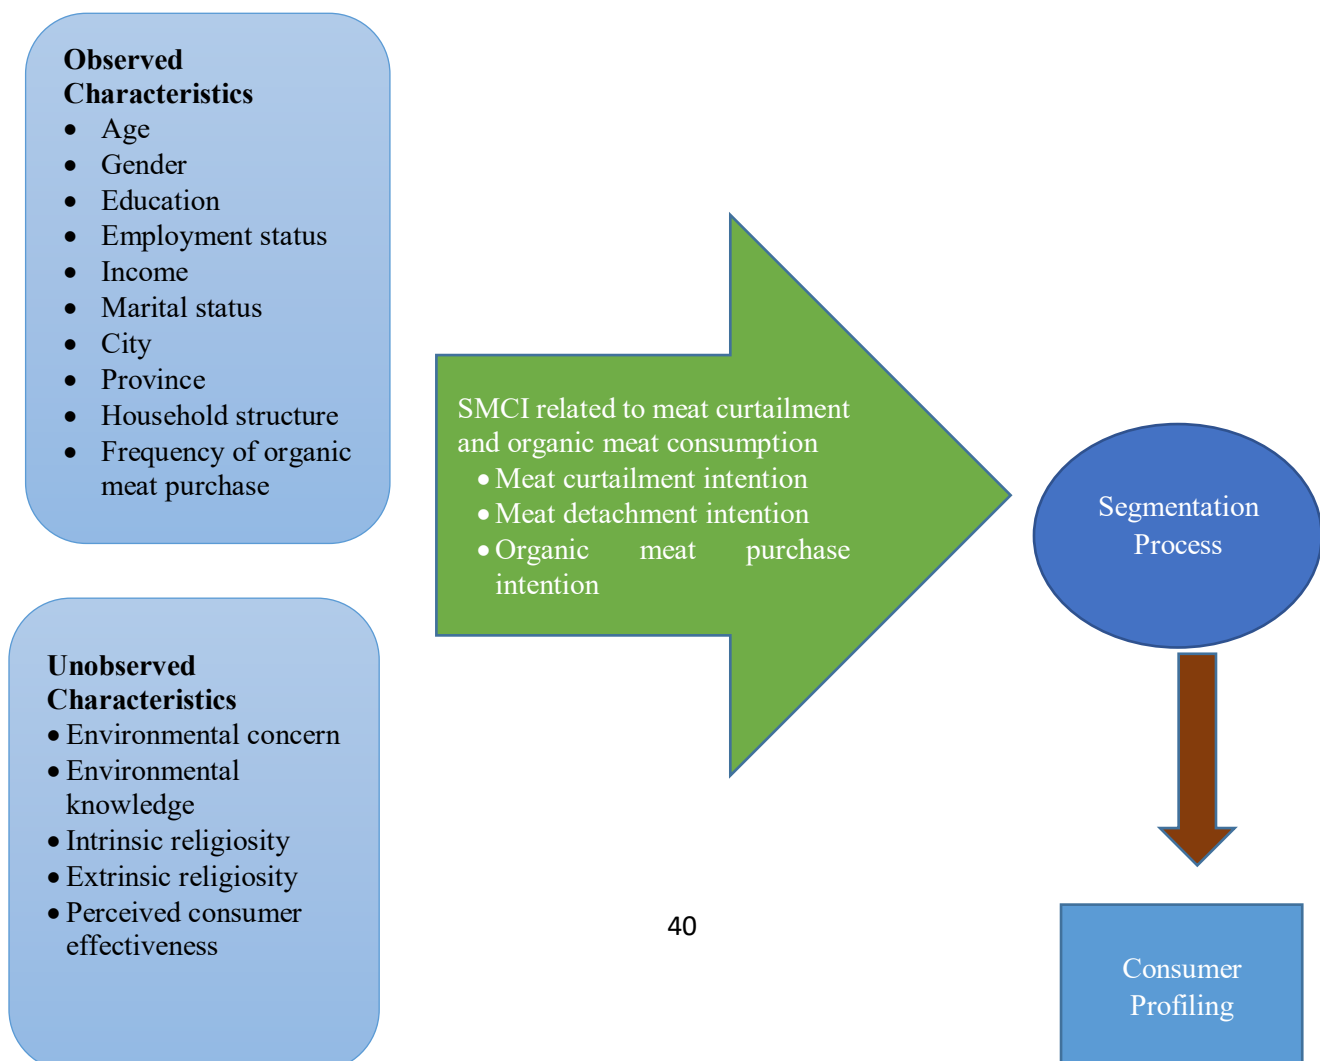 Observed
Characteristics
• Age
• Gender
• Education
• Employment status
• Income
• Marital status
• City
• Province
• Household structure
• Frequency of organic
meat purchase
Unobserved
Characteristics
• Environmental concern
• Environmental
knowledge
• Intrinsic religiosity
• Extrinsic religiosity
• Perceived consumer
effectiveness
SMCI related to meat curtailment
and organic meat consumption
• Meat curtailment intention
• Meat detachment intention
• Organic meat purchase
intention
Segmentation
Process
40
Consumer
Profiling